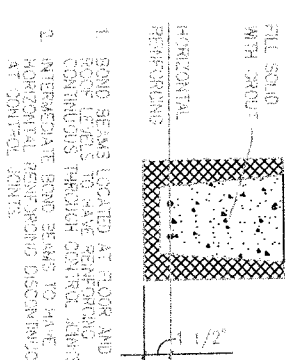 FILL SOLID
WITH GROUT
HORIZONTAL
REINFORCING
1 1/2"
1. BOND BEAMS LOCATED AT FLOOR AND
ROOF LEVELS TO HAVE REINFORCING
CONTINUOUS THROUGH CONTROL JOINTS
2. INTERMEDIATE BOND BEAMS TO HAVE
HORIZONTAL REINFORCING DISCONTINUOUS
AT CONTROL JOINTS.